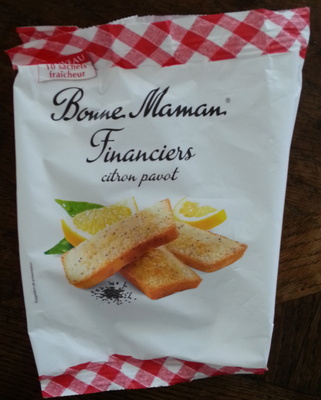 10 sachets
fraîcheur
Bonne Maman®
Financiers
citron pavot